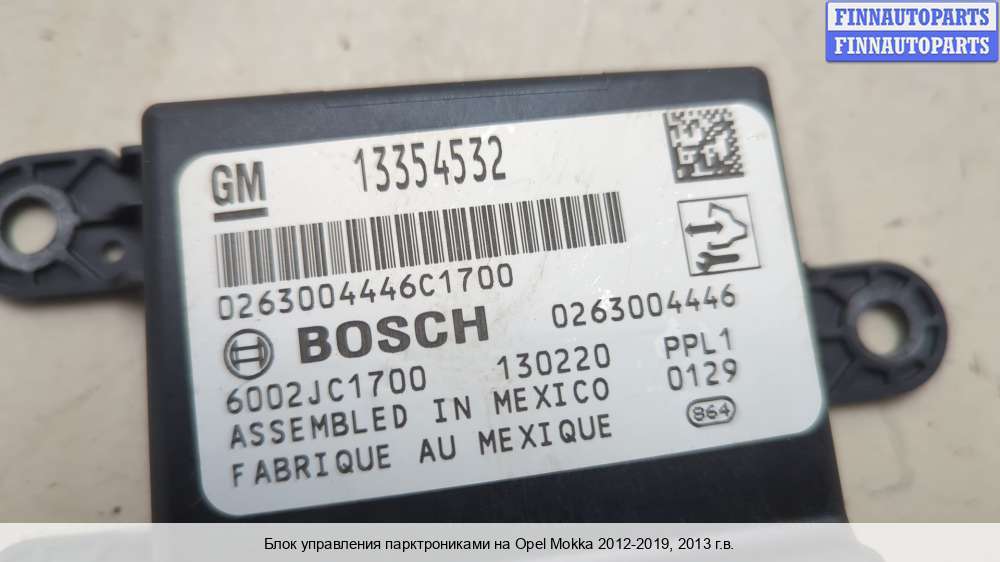 FINNAUTOPARTS
FINNAUTOPARTS
GM 13354532
0263004446C1700
BOSCH 0263004446
6002JC1700 130220 PPL1
ASSEMBLED IN MEXICO 0129
FABRIQUE AU MEXIQUE 864
Блок управления парктрониками на Opel Mokka 2012-2019, 2013 г.в.